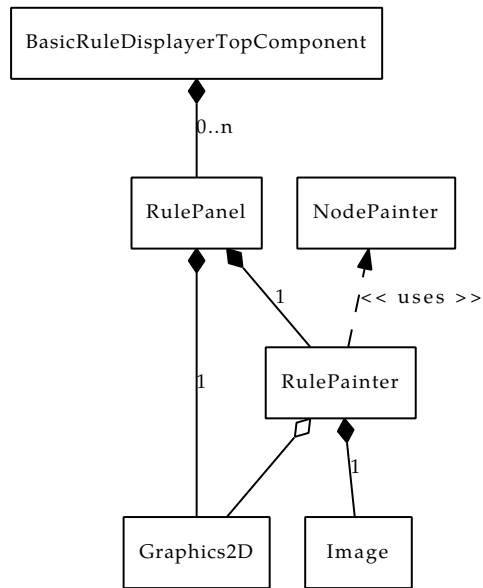 BasicRuleDisplayerTopComponent
0..n
RulePanel
NodePainter
1
<< uses >>
RulePainter
1
1
Graphics2D
Image